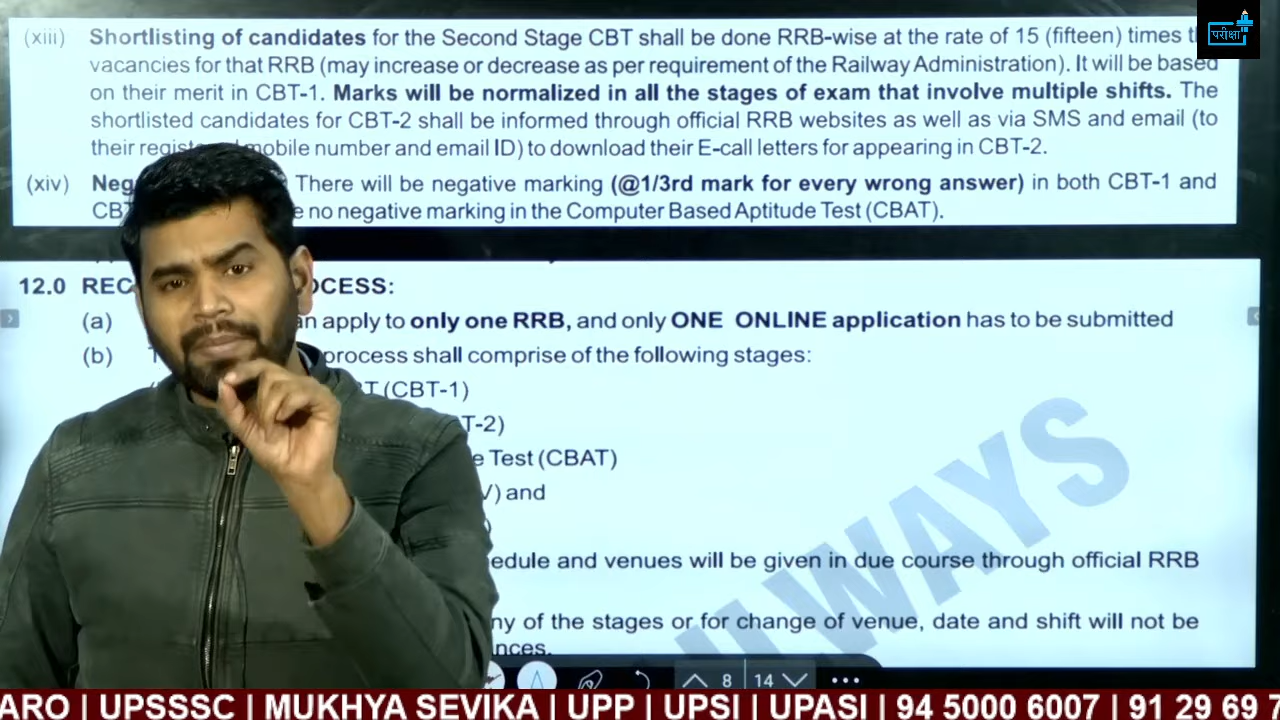 परीक्षा
(xiii) Shortlisting of candidates for the Second Stage CBT shall be done RRB-wise at the rate of 15 (fifteen) times
vacancies for that RRB (may increase or decrease as per requirement of the Railway Administration). It will be based
on their merit in CBT-1. Marks will be normalized in all the stages of exam that involve multiple shifts. The
shortlisted candidates for CBT-2 shall be informed through official RRB websites as well as via SMS and email (to
their mobile number and email ID) to download their E-call letters for appearing in CBT-2.
(xiv) There will be negative marking (@1/3rd mark for every wrong answer) in both CBT-1 and
no negative marking in the Computer Based Aptitude Test (CBAT).
12.0 REC OCESS:
(a) an apply to only one RRB, and only ONE ONLINE application has to be submitted
(b) process shall comprise of the following stages:
(CBT-1)
T-2)
Test (CBAT)
V) and
edule and venues will be given in due course through official RRB
ny of the stages or for change of venue, date and shift will not be
nces.
LWAYS
8 14
ARO | UPSSSC | MUKHYA SEVIKA | UPP | UPSI | UPASI | 94 5000 6007 | 91 29 69 7